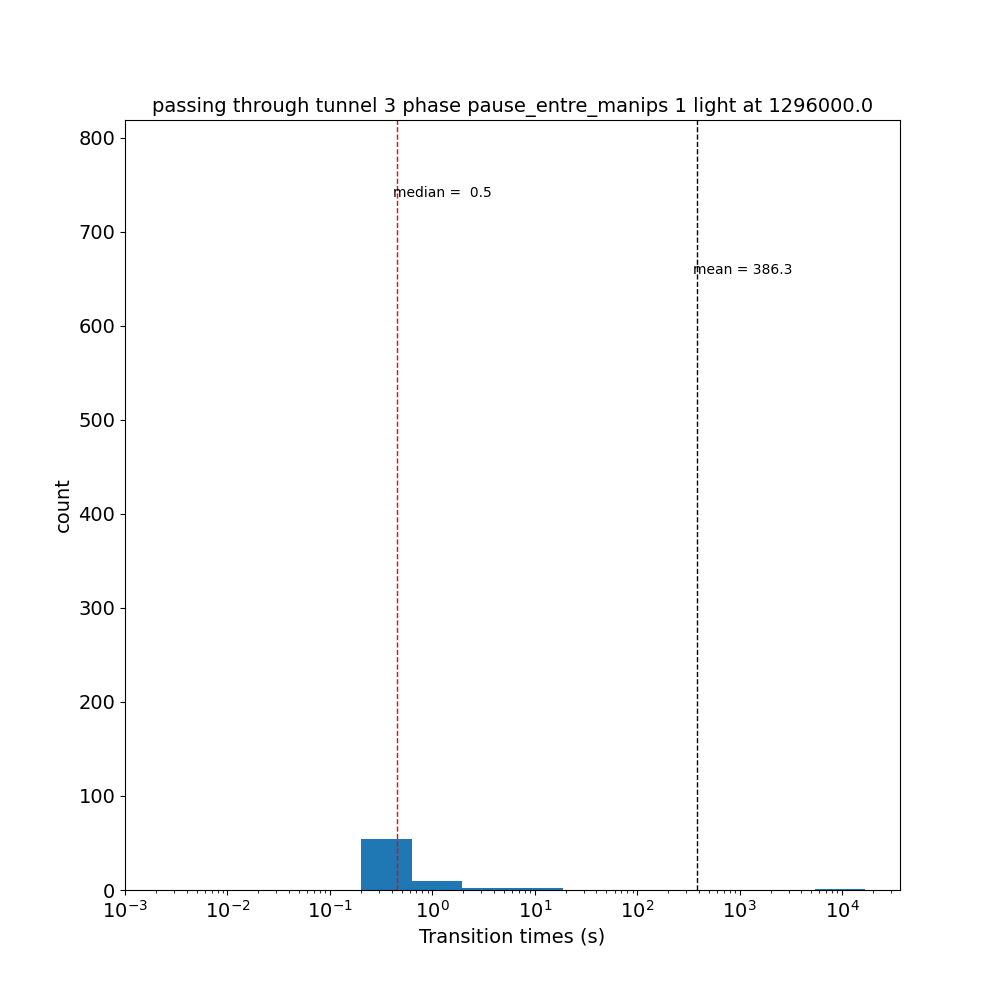 passing through tunnel 3 phase pause_entre_manips 1 light at 1296000.0
800
median =  0.5
700
mean = 386.3
600
500
count
400
300
200
100
0
10⁻³ 10⁻² 10⁻¹ 10⁰ 10¹ 10² 10³ 10⁴
Transition times (s)